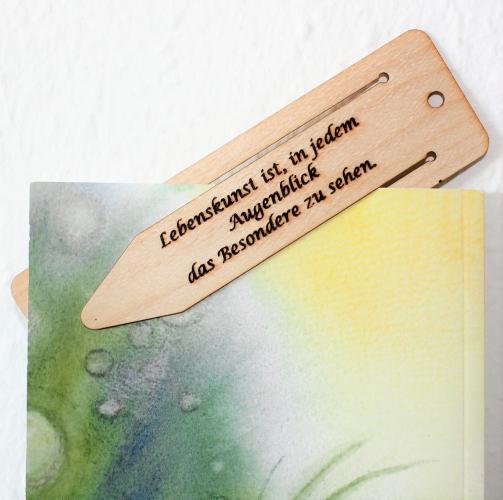 Lebenskunst ist, in jedem
Augenblick
das Besondere zu sehen.